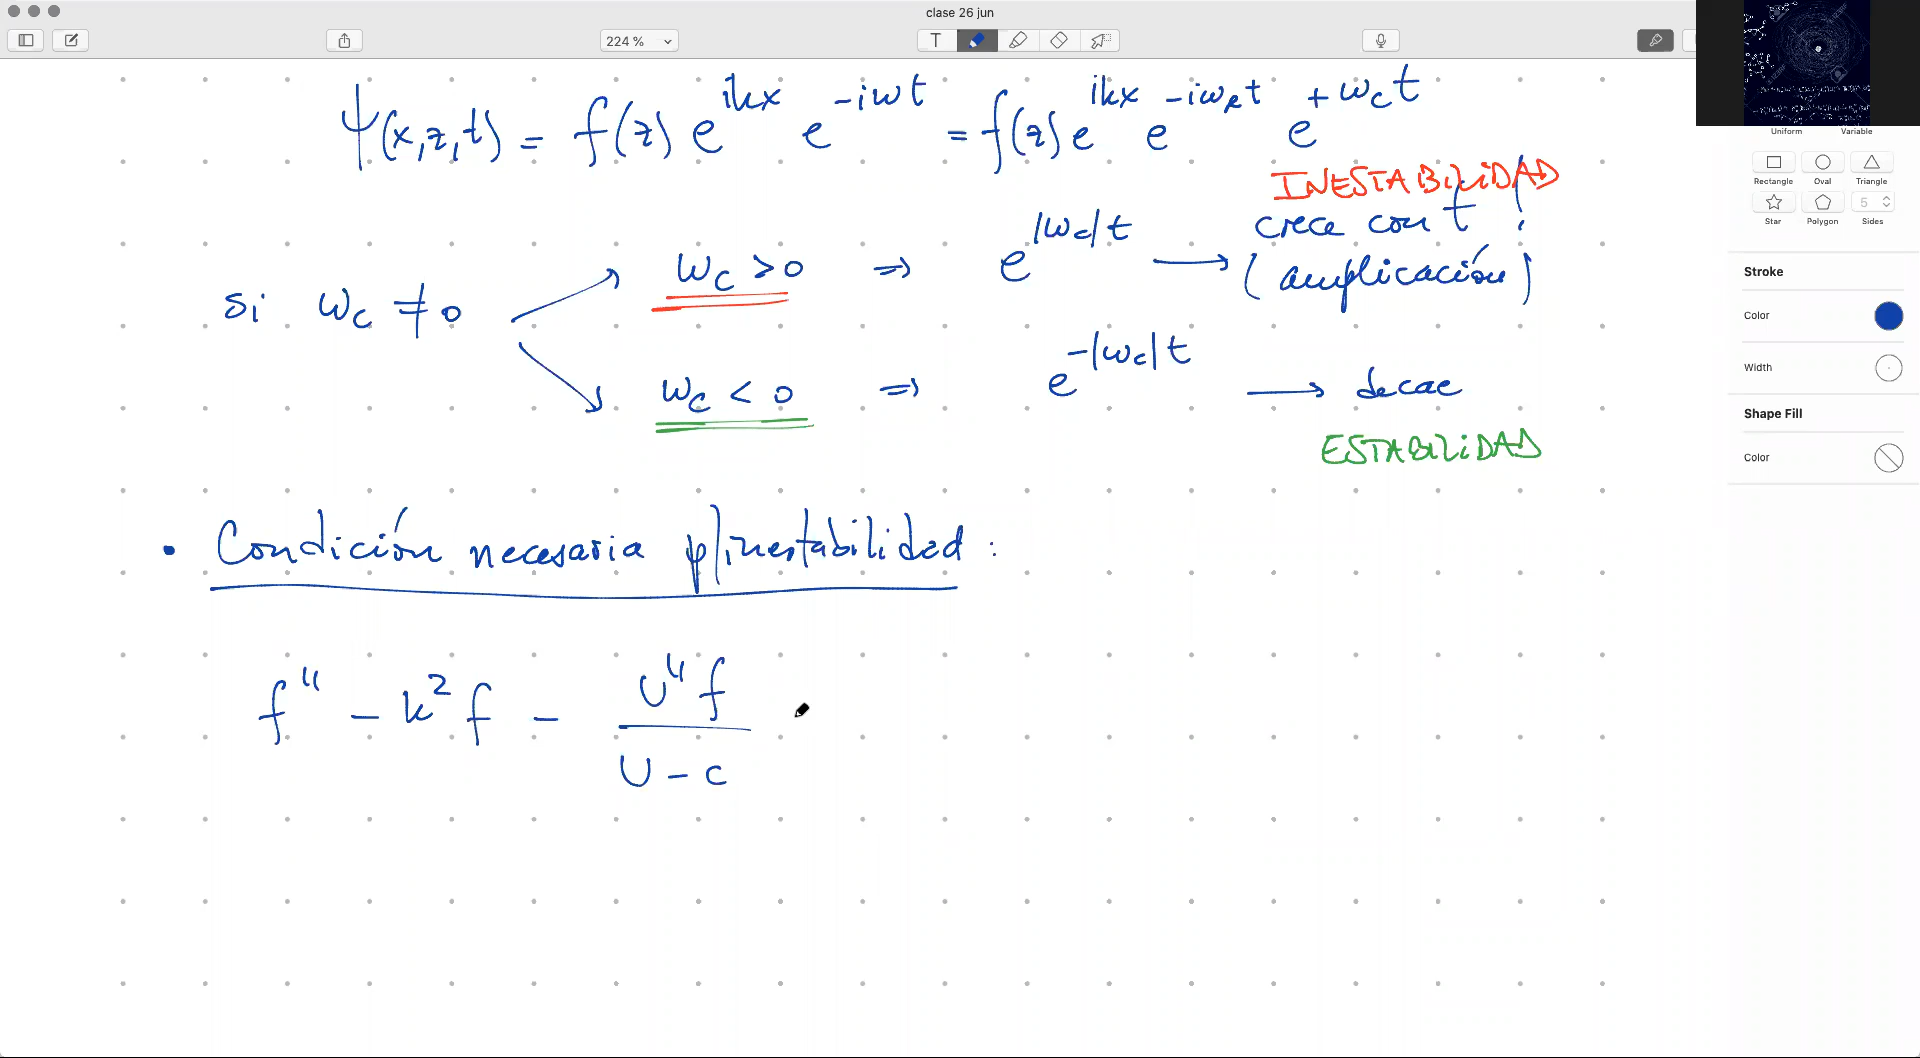 clase 26 jun
224 %
T
ψ(x,z,t) = f(z) e^{ikx} e^{-iωt} = f(z) e^{ikx} e^{-iω_R t} e^{+ω_c t}
INESTABILIDAD
crece con t !
si ω_c ≠ 0
ω_c > 0 ⇒ e^{|ω_c|t} → (amplicación)
ω_c < 0 ⇒ e^{-|ω_c|t} → decae
ESTABILIDAD
• Condición necesaria p/inestabilidad :
f'' - k² f - U'' f / U - c
Uniform Variable
Rectangle Oval Triangle
5
Star Polygon Sides
Stroke
Color
Width
Shape Fill
Color